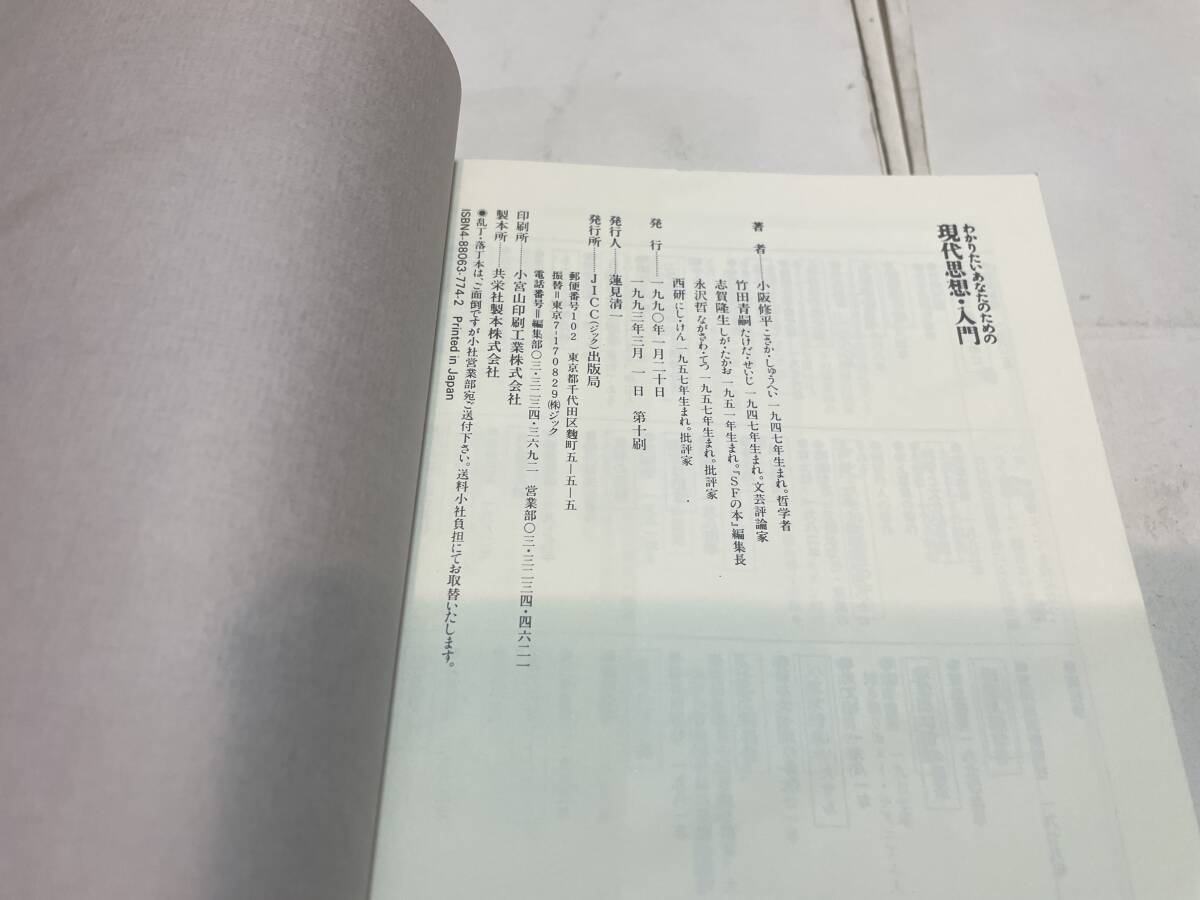 わかりたいあなたのための
現代思想・入門
著　者――小阪修平 こさか・しゅうへい 一九四七年生まれ。哲学者
竹田青嗣 たけだ・せいじ 一九四七年生まれ。文芸評論家
志賀隆生 しが・たかお 一九五一年生まれ。『SFの本』編集長
永沢哲 ながさわ・てつ 一九五七年生まれ。批評家
西研 にし・けん 一九五七年生まれ。批評家
発　行――一九九〇年一月二十日
一九九三年三月　一　日　第十刷
発行人――蓮見清一
発行所――JICC(ジック)出版局
郵便番号102　東京都千代田区麴町五―五―五
振替＝東京7-170829㈱ジック
電話番号＝編集部〇三・三二三四・三六九二　営業部〇三・三二三四・四六二一
印刷所……小宮山印刷工業株式会社
製本所……共栄社製本株式会社
●乱丁・落丁本は、ご面倒ですが小社営業部宛ご送付下さい。送料小社負担にてお取替いたします。
ISBN4-88063-774-2　Printed in Japan